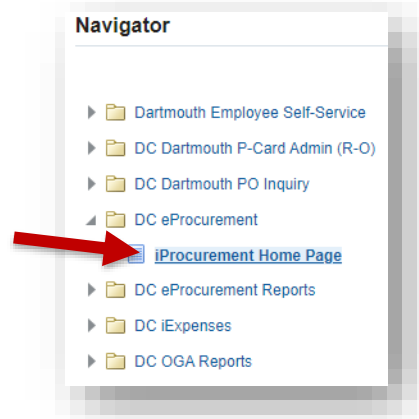 Navigator
Dartmouth Employee Self-Service
DC Dartmouth P-Card Admin (R-O)
DC Dartmouth PO Inquiry
DC eProcurement
iProcurement Home Page
DC eProcurement Reports
DC iExpenses
DC OGA Reports